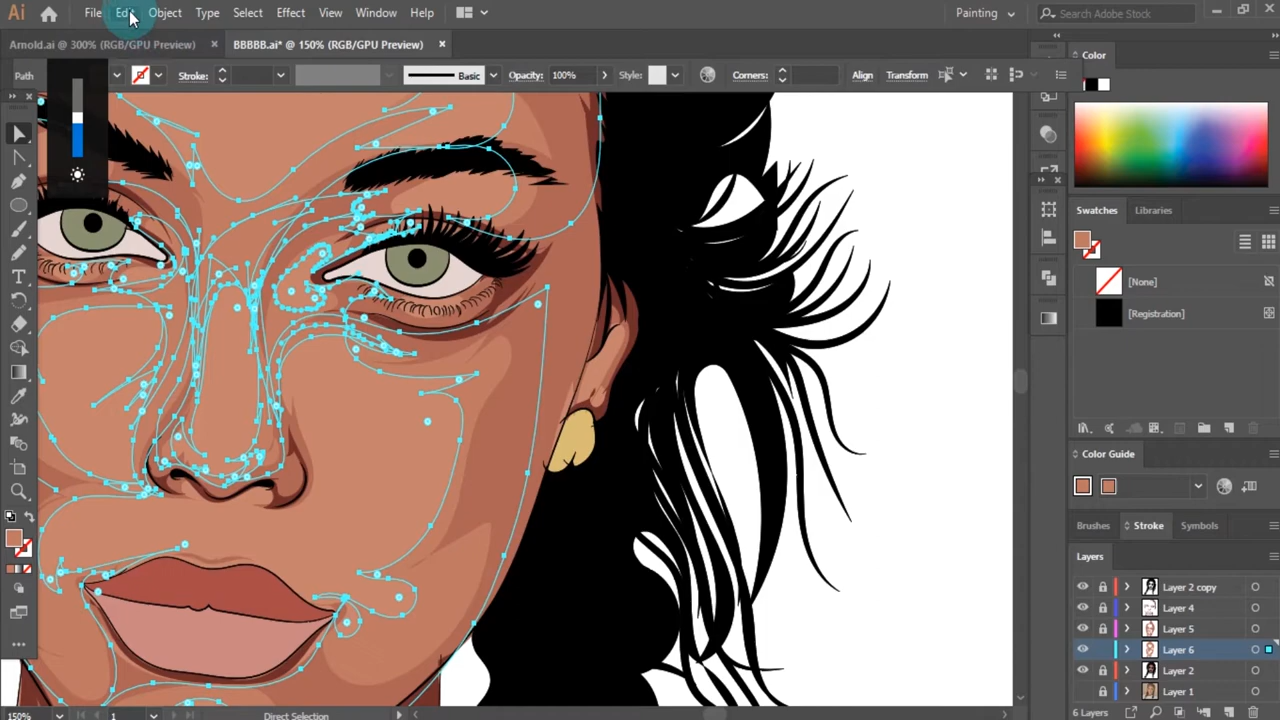 Ai File Edit Object Type Select Effect View Window Help Painting Search Adobe Stock
Arnold.ai @ 300% (RGB/GPU Preview) × BBBBB.ai* @ 150% (RGB/GPU Preview) ×
Color
Path Stroke: Basic Opacity: 100% Style: Corners: Align Transform
Swatches Libraries
[None]
[Registration]
Color Guide
Brushes Stroke Symbols
Layers
Layer 2 copy
Layer 4
Layer 5
Layer 6
Layer 2
Layer 1
150% 1 Direct Selection 6 Layers